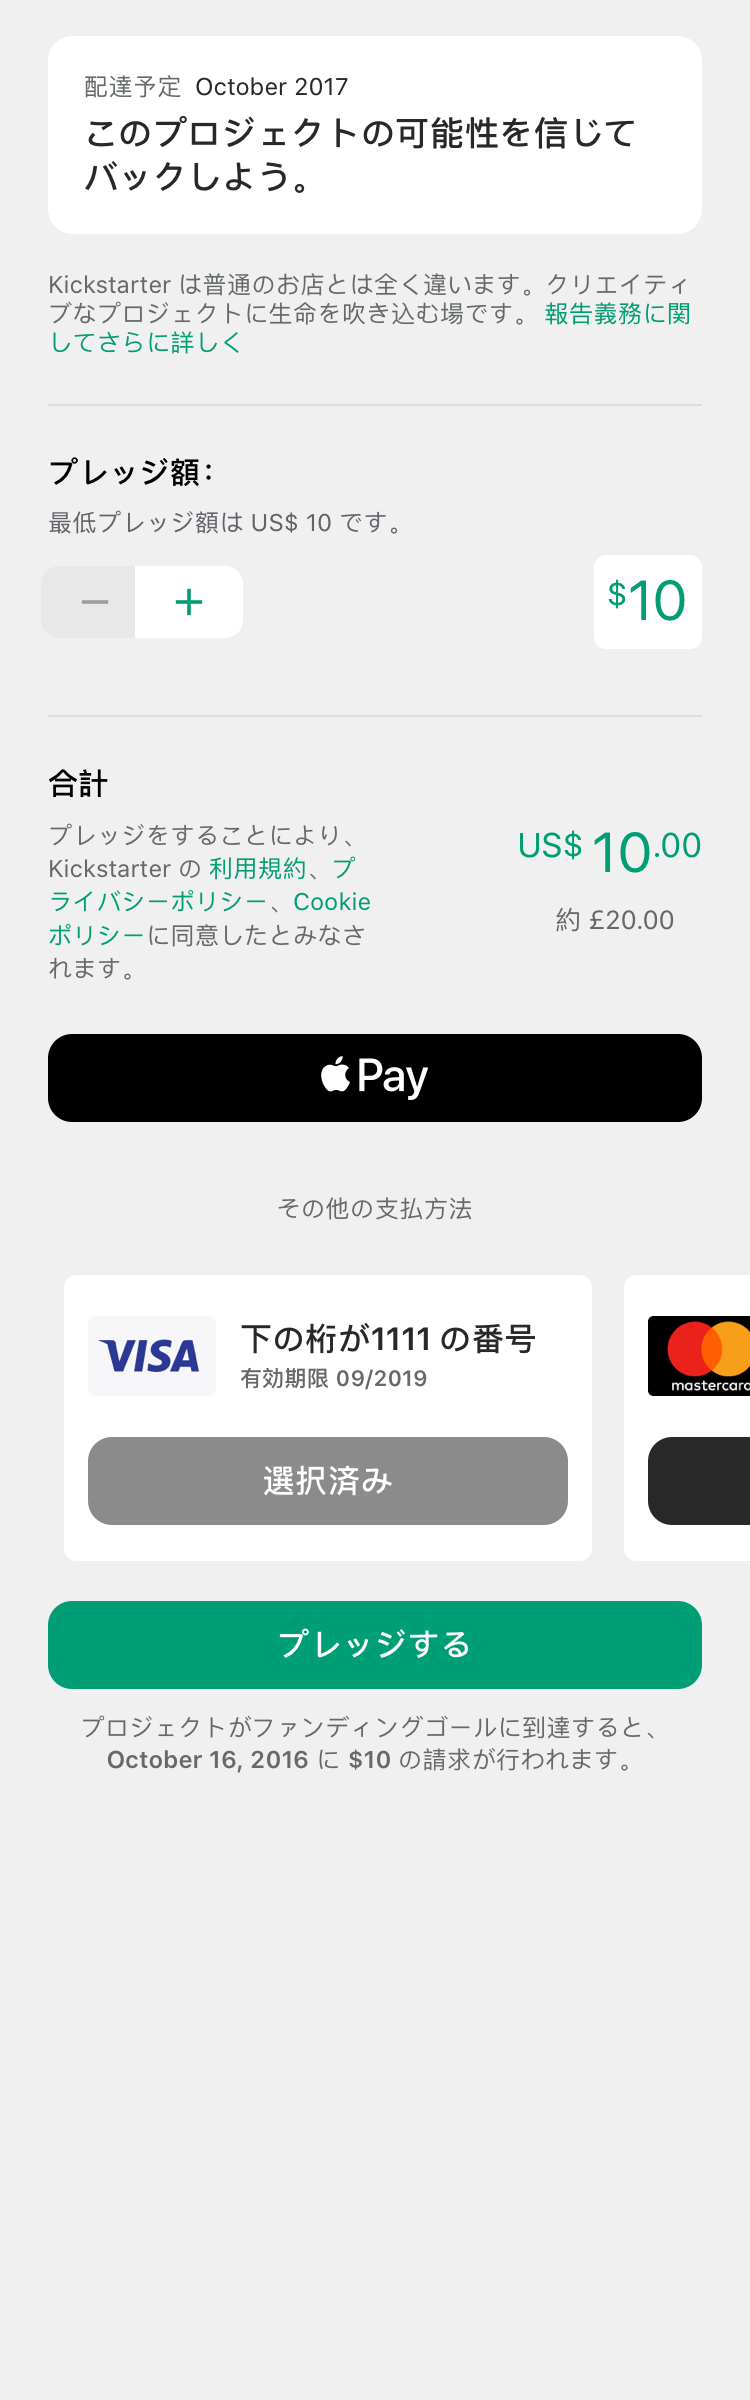 配達予定 October 2017
このプロジェクトの可能性を信じて
バックしよう。
Kickstarter は普通のお店とは全く違います。クリエイティ
ブなプロジェクトに生命を吹き込む場です。 報告義務に関
してさらに詳しく
プレッジ額：
最低プレッジ額は US$ 10 です。
− +
$10
合計
プレッジをすることにより、
Kickstarter の 利用規約、プ
ライバシーポリシー、Cookie
ポリシーに同意したとみなさ
れます。
US$ 10.00
約 £20.00
Pay
その他の支払方法
VISA
下の桁が1111 の番号
有効期限 09/2019
選択済み
mastercard
プレッジする
プロジェクトがファンディングゴールに到達すると、
October 16, 2016 に $10 の請求が行われます。